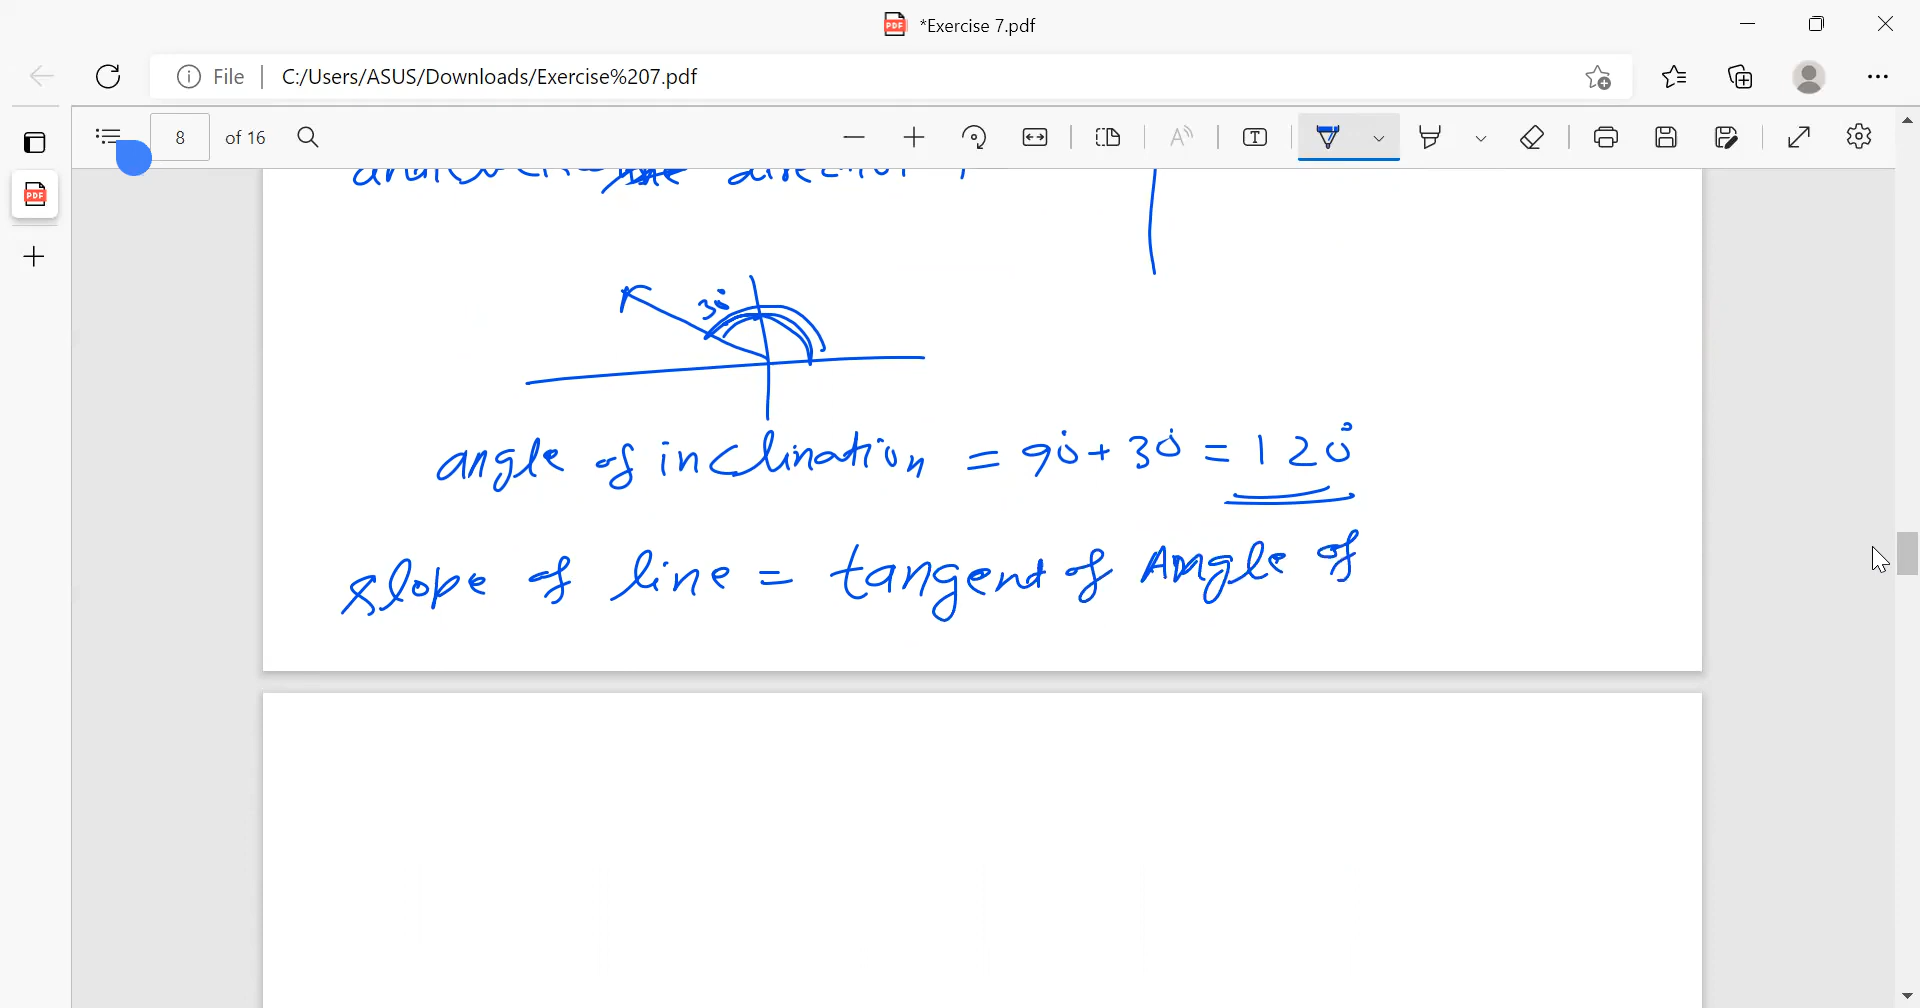 *Exercise 7.pdf
File C:/Users/ASUS/Downloads/Exercise%207.pdf
8 of 16
30°
angle of inclination = 90° + 30° = 120°
slope of line = tangend of Angle of